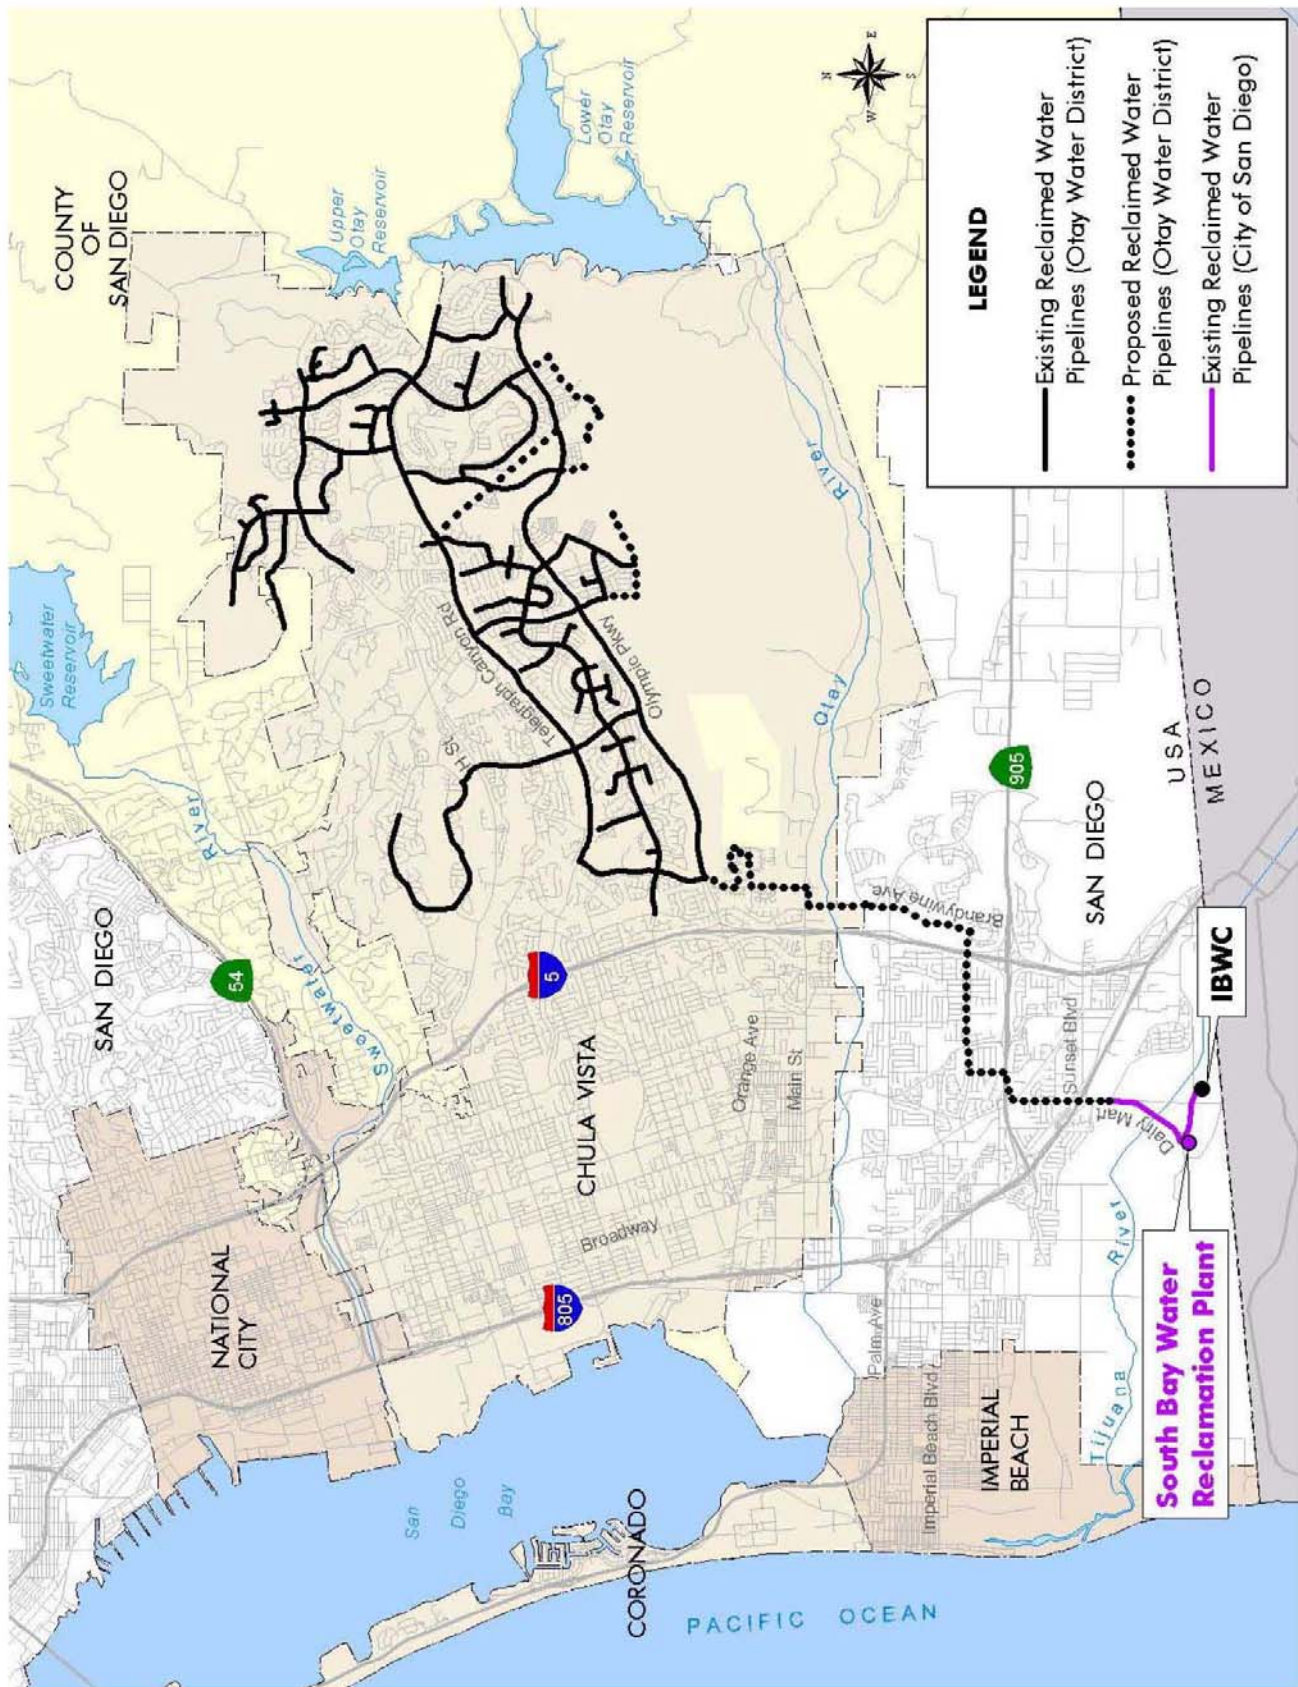 COUNTY
OF
SAN DIEGO
Upper
Otay
Reservoir
Lower
Otay
Reservoir
N
E
S
W
Sweetwater
Reservoir
SAN DIEGO
54
Sweetwater
River
H St
Telegraph Canyon Rd
Olympic Pkwy
Otay
River
NATIONAL
CITY
CHULA VISTA
5
805
Broadway
Orange Ave
Main St
Brandywine Ave
905
SAN DIEGO
USA
MEXICO
Sunset Blvd
Dairy Mart
IBWC
San
Diego
Bay
CORONADO
PACIFIC OCEAN
Palm Ave
Imperial Beach Blvd
IMPERIAL
BEACH
Tijuana
River
South Bay Water
Reclamation Plant
LEGEND
Existing Reclaimed Water
Pipelines (Otay Water District)
Proposed Reclaimed Water
Pipelines (Otay Water District)
Existing Reclaimed Water
Pipelines (City of San Diego)